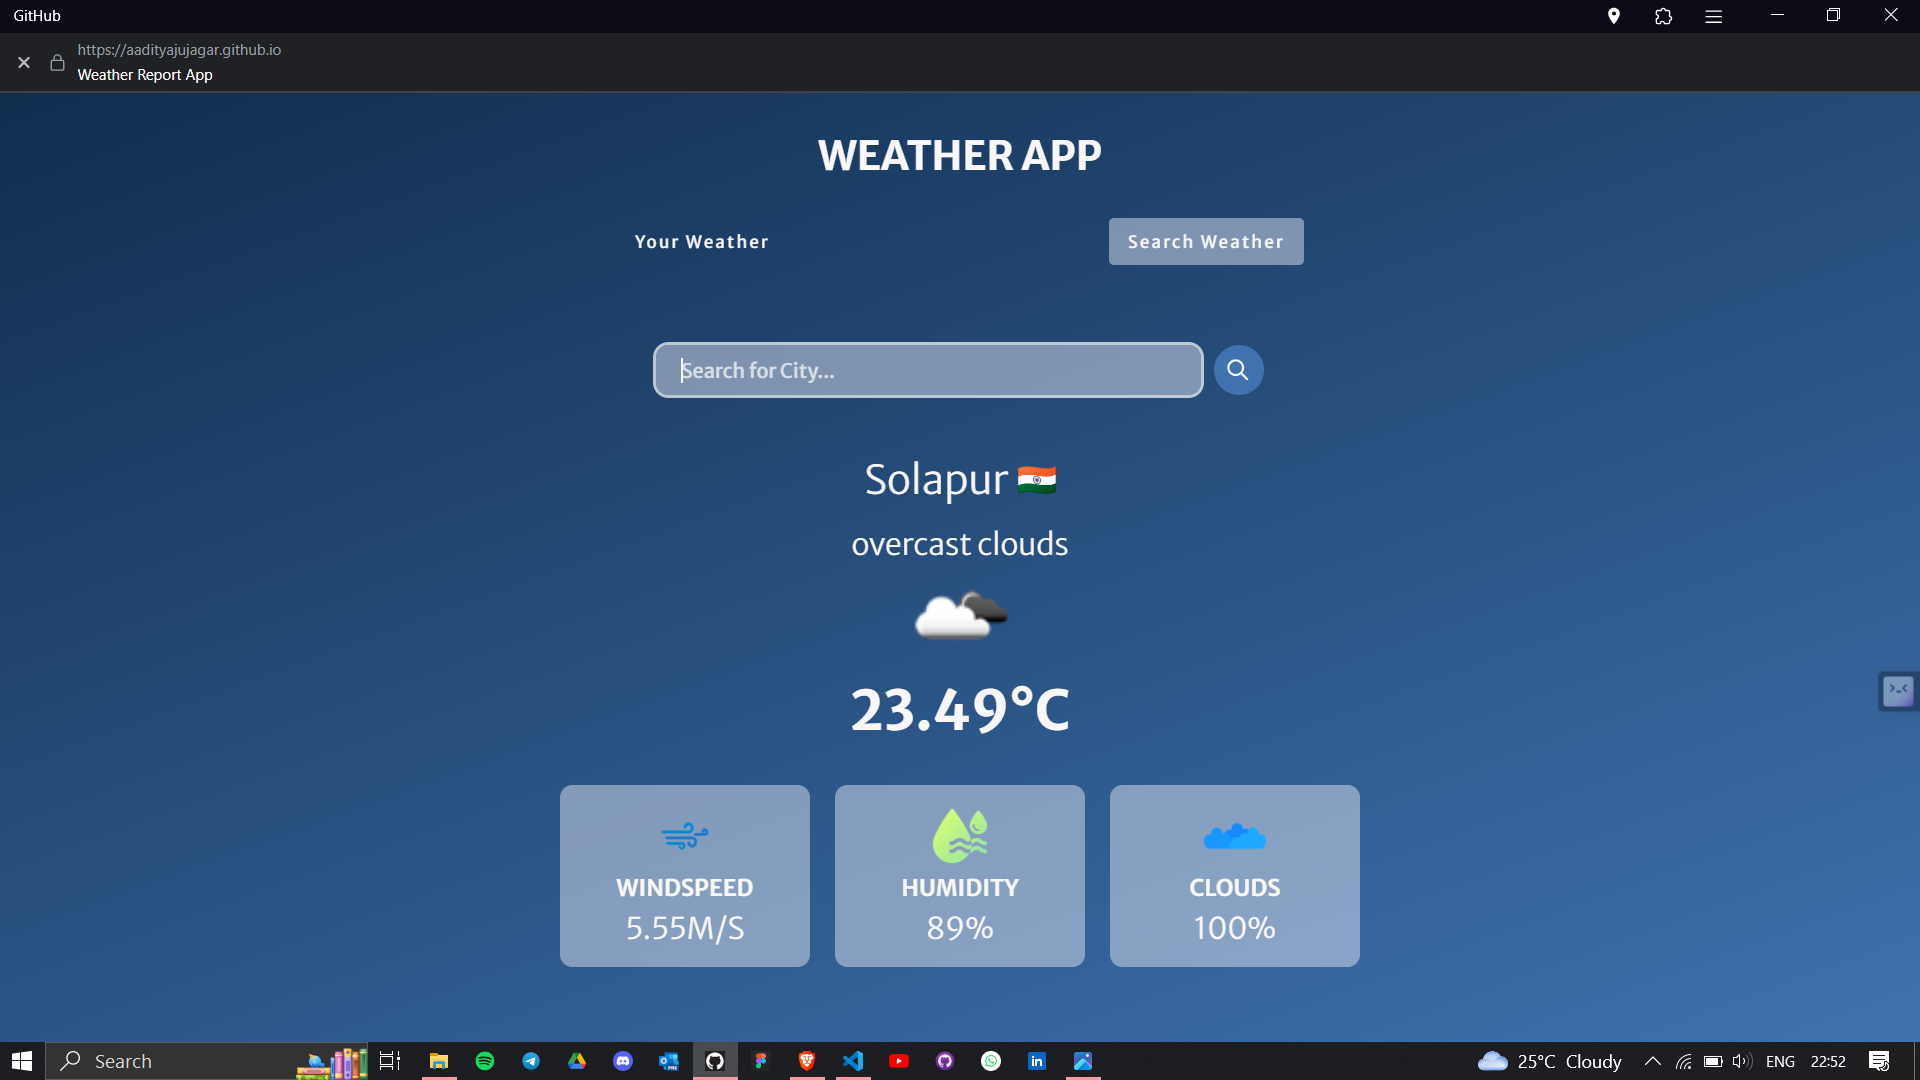 GitHub
https://aadityajujagar.github.io
Weather Report App
WEATHER APP
Your Weather
Search Weather
Search for City...
Solapur
overcast clouds
23.49°C
WINDSPEED
5.55M/S
HUMIDITY
89%
CLOUDS
100%
Search
25°C Cloudy
ENG
22:52